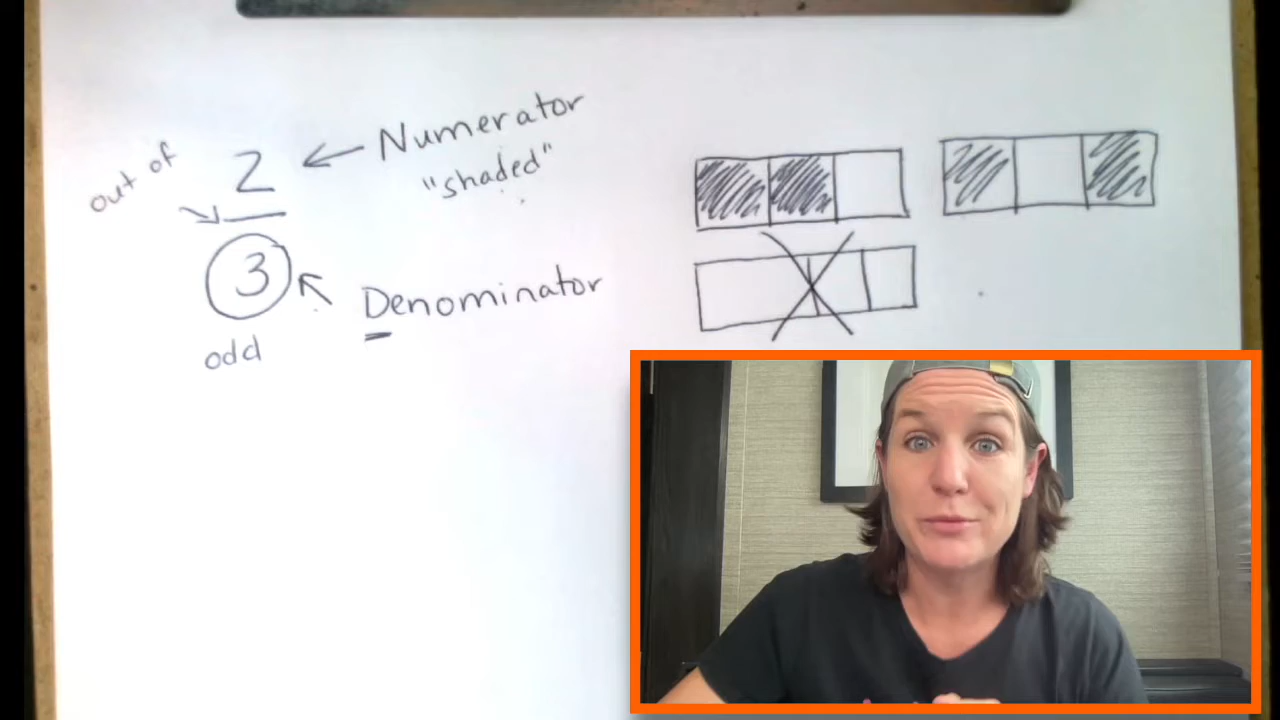 out of
2
Numerator
"shaded"
3
Denominator
odd